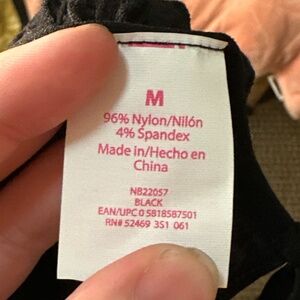 M
96% Nylon/Nilón
4% Spandex
Made in/Hecho en
China
NB22057
BLACK
EAN/UPC 0 5818587501
RN# 52469 3S1 061